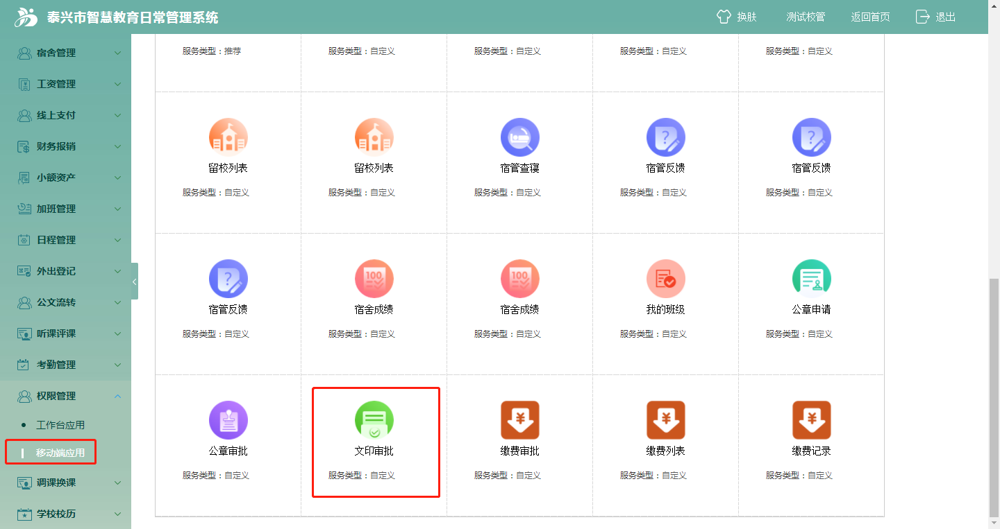 泰兴市智慧教育日常管理系统
换肤 测试校管 返回首页 退出
宿舍管理
工资管理
线上支付
财务报销
小额资产
加班管理
日程管理
外出登记
公文流转
听课评课
考勤管理
权限管理
工作台应用
移动端应用
调课换课
学校校历
服务类型：推荐 服务类型：自定义 服务类型：自定义 服务类型：自定义 服务类型：自定义
留校列表 留校列表 宿管查寝 宿管反馈 宿管反馈
服务类型：自定义 服务类型：自定义 服务类型：自定义 服务类型：自定义 服务类型：自定义
100 100
宿管反馈 宿舍成绩 宿舍成绩 我的班级 公章申请
服务类型：自定义 服务类型：自定义 服务类型：自定义 服务类型：自定义 服务类型：自定义
公章审批 文印审批 缴费审批 缴费列表 缴费记录
服务类型：自定义 服务类型：自定义 服务类型：自定义 服务类型：自定义 服务类型：自定义